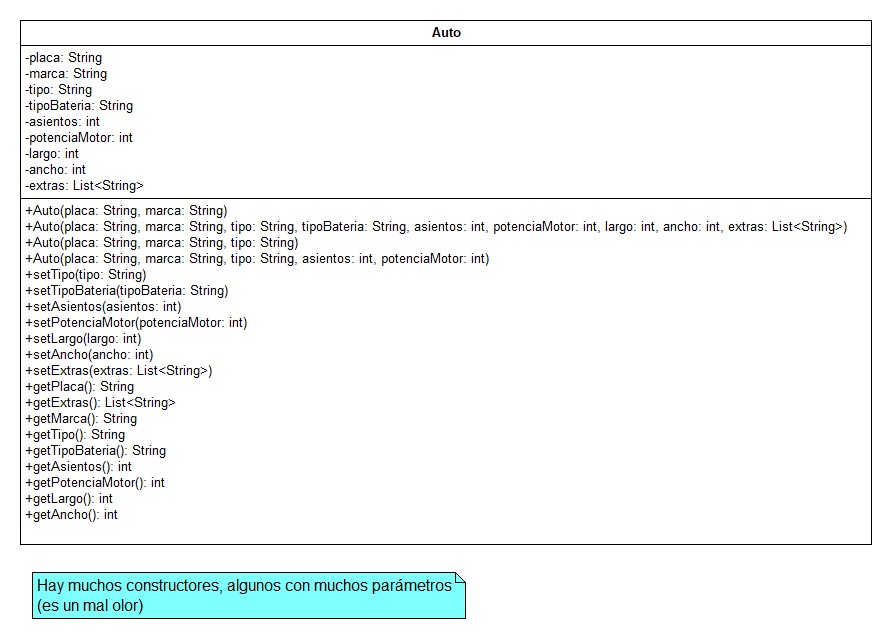 Auto
-placa: String
-marca: String
-tipo: String
-tipoBateria: String
-asientos: int
-potenciaMotor: int
-largo: int
-ancho: int
-extras: List<String>
+Auto(placa: String, marca: String)
+Auto(placa: String, marca: String, tipo: String, tipoBateria: String, asientos: int, potenciaMotor: int, largo: int, ancho: int, extras: List<String>)
+Auto(placa: String, marca: String, tipo: String)
+Auto(placa: String, marca: String, tipo: String, asientos: int, potenciaMotor: int)
+setTipo(tipo: String)
+setTipoBateria(tipoBateria: String)
+setAsientos(asientos: int)
+setPotenciaMotor(potenciaMotor: int)
+setLargo(largo: int)
+setAncho(ancho: int)
+setExtras(extras: List<String>)
+getPlaca(): String
+getExtras(): List<String>
+getMarca(): String
+getTipo(): String
+getTipoBateria(): String
+getAsientos(): int
+getPotenciaMotor(): int
+getLargo(): int
+getAncho(): int
Hay muchos constructores, algunos con muchos parámetros
(es un mal olor)